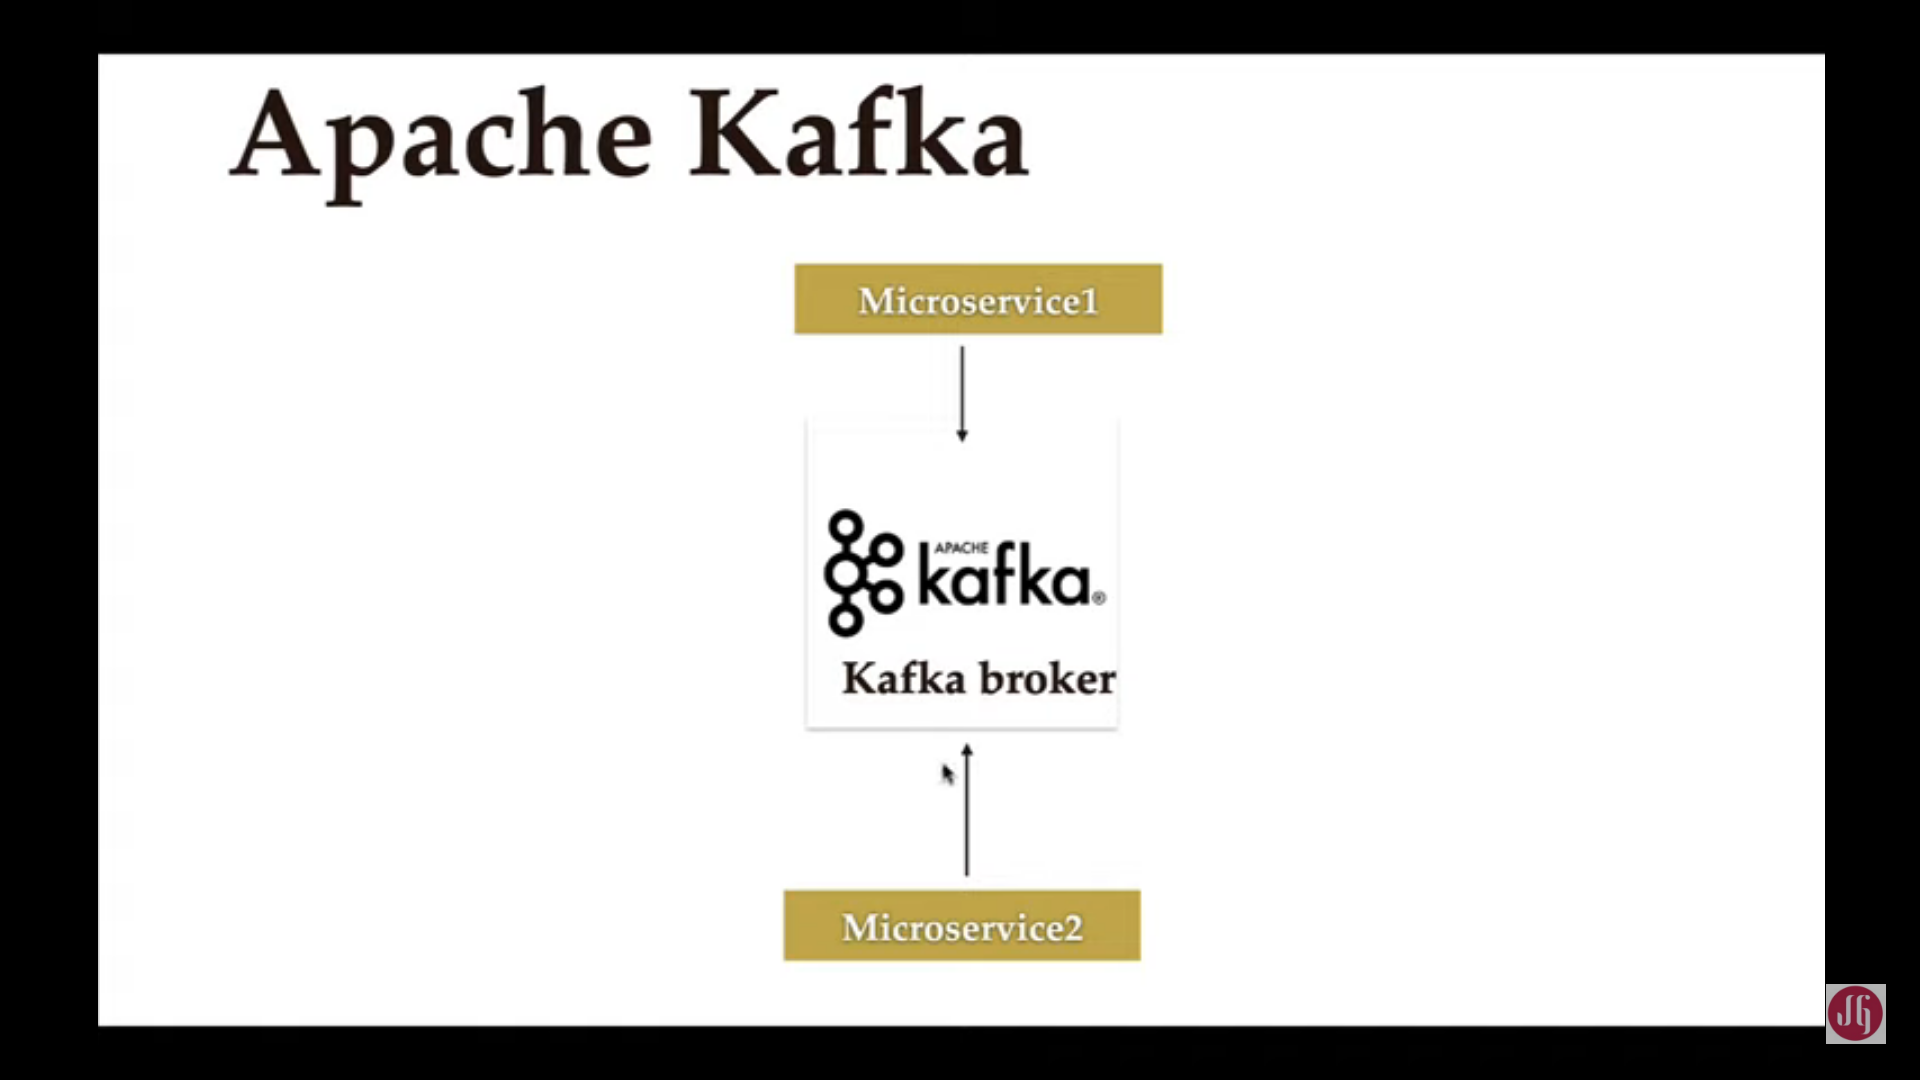 Apache Kafka
Microservice1
APACHE
kafka®
Kafka broker
Microservice2